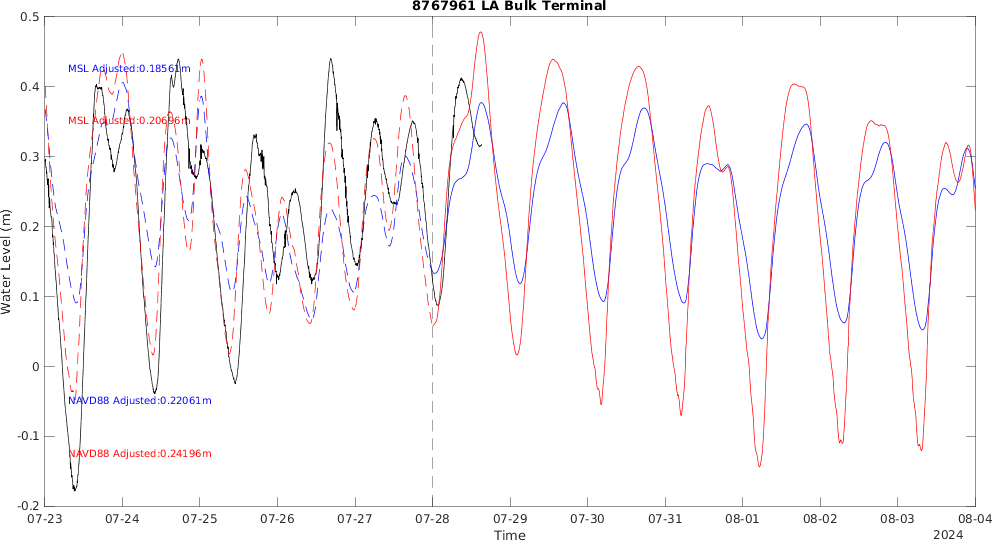 8767961 LA Bulk Terminal
0.5
MSL Adjusted:0.18561m
0.4
MSL Adjusted:0.20696m
0.3
0.2
Water Level (m)
0.1
0
NAVD88 Adjusted:0.22061m
-0.1
NAVD88 Adjusted:0.24196m
-0.2
07-23 07-24 07-25 07-26 07-27 07-28 07-29 07-30 07-31 08-01 08-02 08-03 08-04
Time
2024